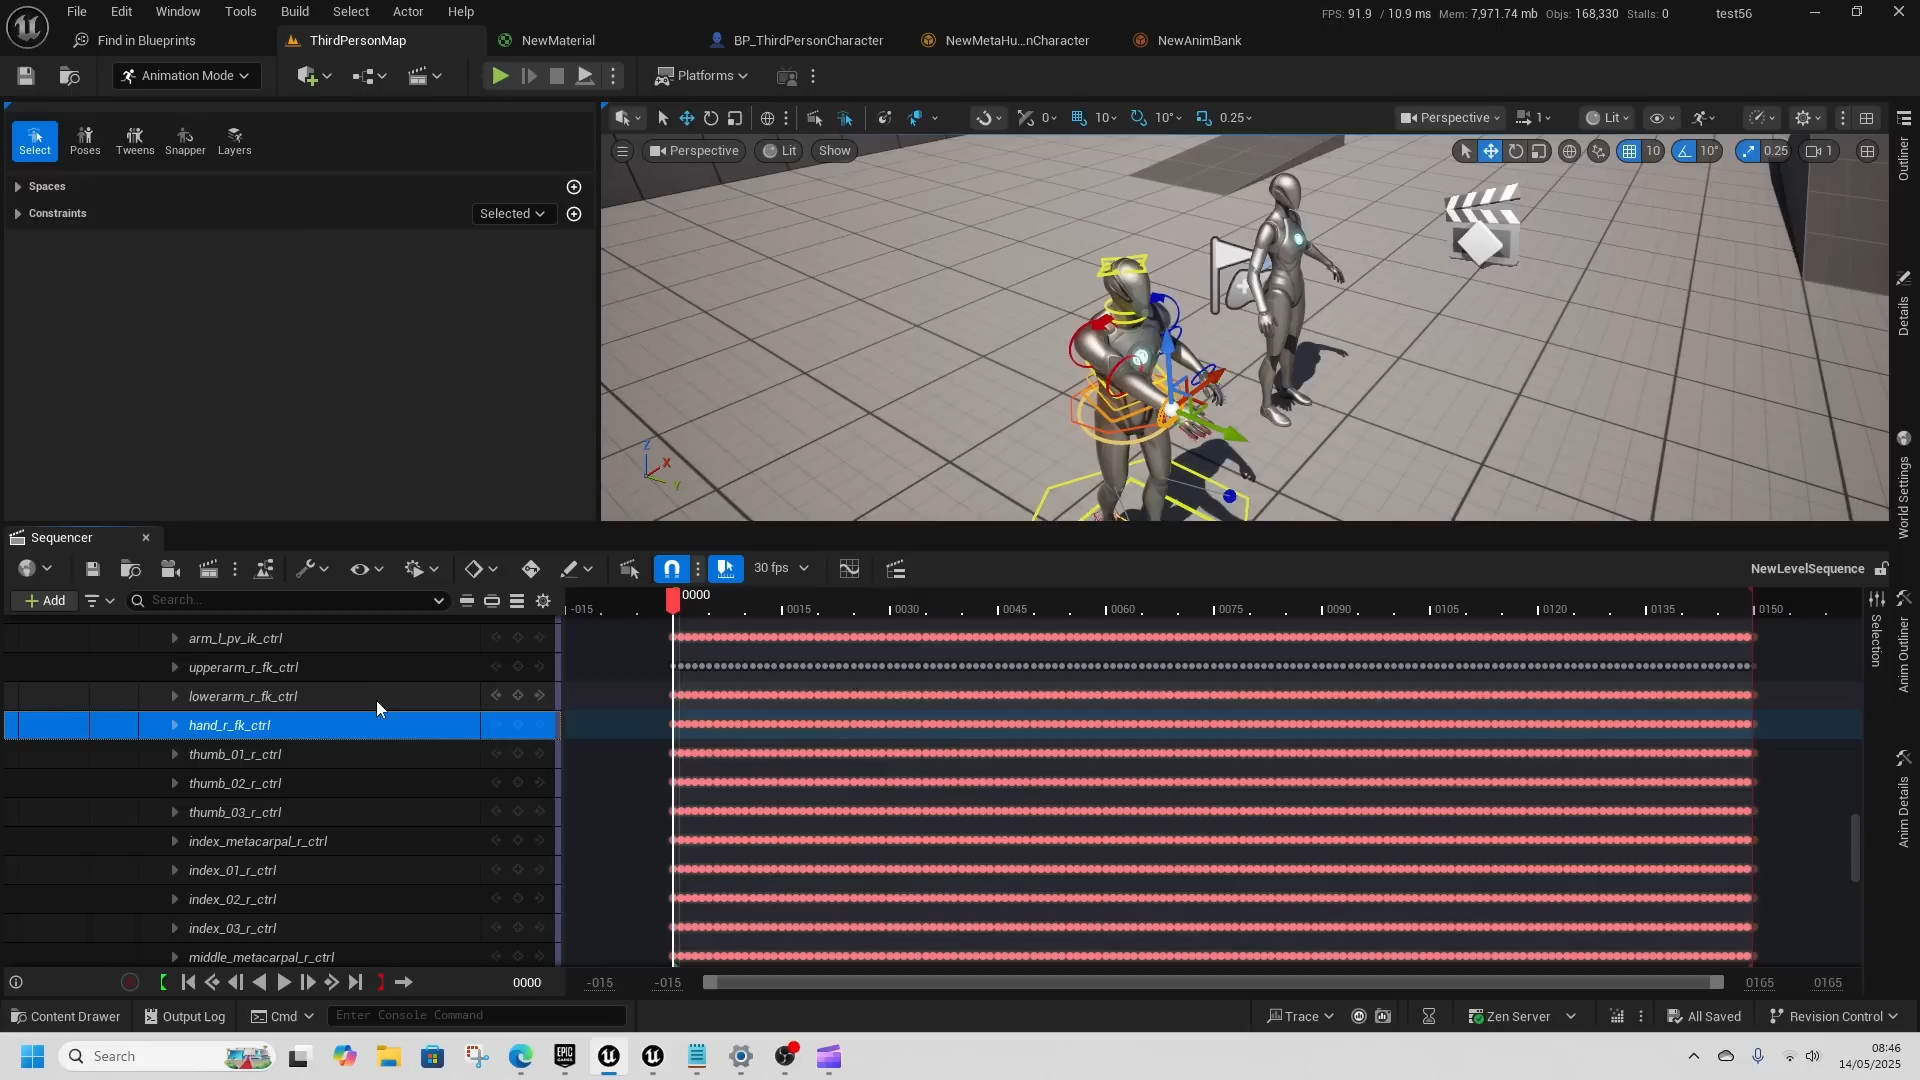 File Edit Window Tools Build Select Actor Help
FPS: 91.9 / 10.9 ms Mem: 7,971.74 mb Objs: 168,330 Stalls: 0 test56
Find in Blueprints ThirdPersonMap NewMaterial BP_ThirdPersonCharacter NewMetaHu...nCharacter NewAnimBank
Animation Mode Platforms
10 10° 0.25 Perspective 1 Lit
Select Poses Tweens Snapper Layers
Perspective Lit Show 10 10° 0.25 1
Outliner
Details
World Settings
Spaces
Constraints Selected
Z X Y
Sequencer
30 fps NewLevelSequence
Add Search...
0000
-015 0015 0030 0045 0060 0075 0090 0105 0120 0135 0150
Selection
Anim Outliner
Anim Details
arm_l_pv_ik_ctrl
upperarm_r_fk_ctrl
lowerarm_r_fk_ctrl
hand_r_fk_ctrl
thumb_01_r_ctrl
thumb_02_r_ctrl
thumb_03_r_ctrl
index_metacarpal_r_ctrl
index_01_r_ctrl
index_02_r_ctrl
index_03_r_ctrl
middle_metacarpal_r_ctrl
0000 -015 -015 0165 0165
Content Drawer Output Log Cmd Enter Console Command Trace Zen Server All Saved Revision Control
Search EPIC GAMES 08:46
14/05/2025